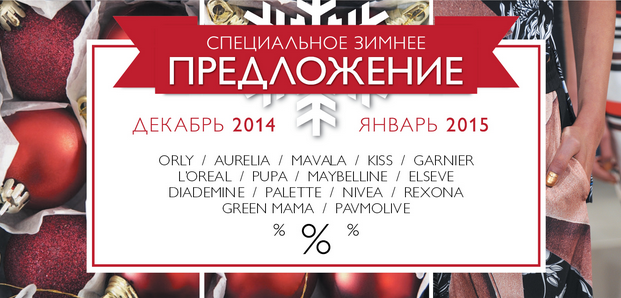 СПЕЦИАЛЬНОЕ ЗИМНЕЕ
ПРЕДЛОЖЕНИЕ
ДЕКАБРЬ 2014 ЯНВАРЬ 2015
ORLY / AURELIA / MAVALA / KISS / GARNIER
L'OREAL / PUPA / MAYBELLINE / ELSEVE
DIADEMINE / PALETTE / NIVEA / REXONA
GREEN MAMA / PAVMOLIVE
% % %